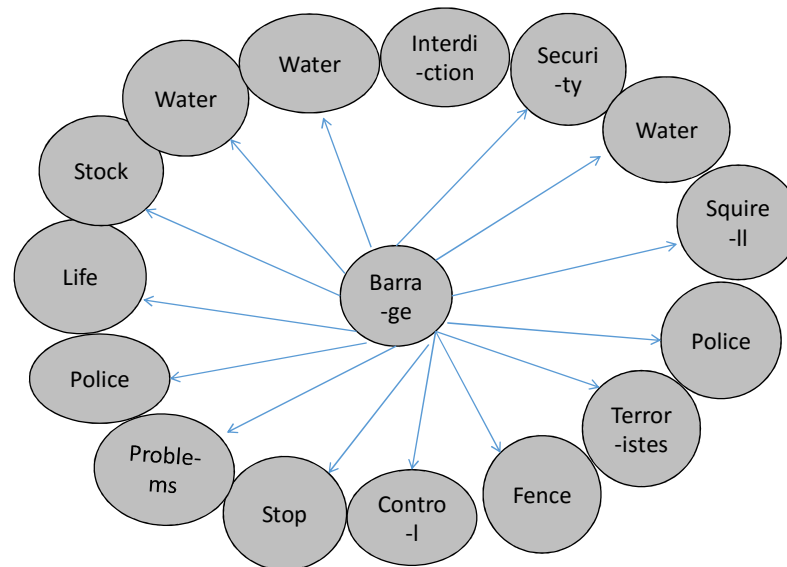 Interdi
-ction
Securi
-ty
Water
Water
Water
Stock
Squire
-ll
Life
Barra
-ge
Police
Police
Terror
-istes
Proble-
ms
Stop
Contro
-l
Fence